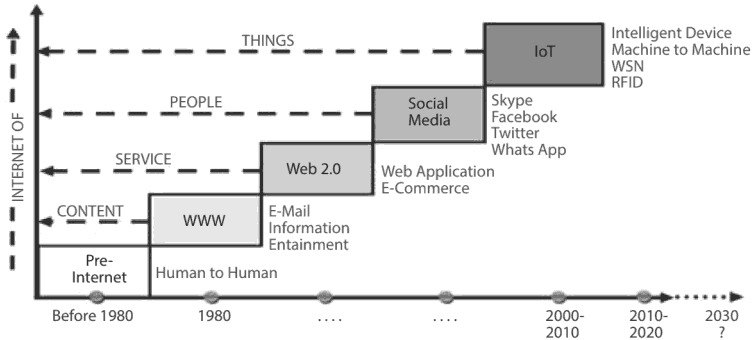 THINGS
IoT
Intelligent Device
Machine to Machine
WSN
RFID
PEOPLE
Social
Media
Skype
Facebook
Twitter
Whats App
SERVICE
Web 2.0
Web Application
E-Commerce
CONTENT
WWW
E-Mail
Information
Entainment
Pre-
Internet
Human to Human
INTERNET OF
Before 1980
1980
....
....
2000-
2010
2010-
2020
2030
?